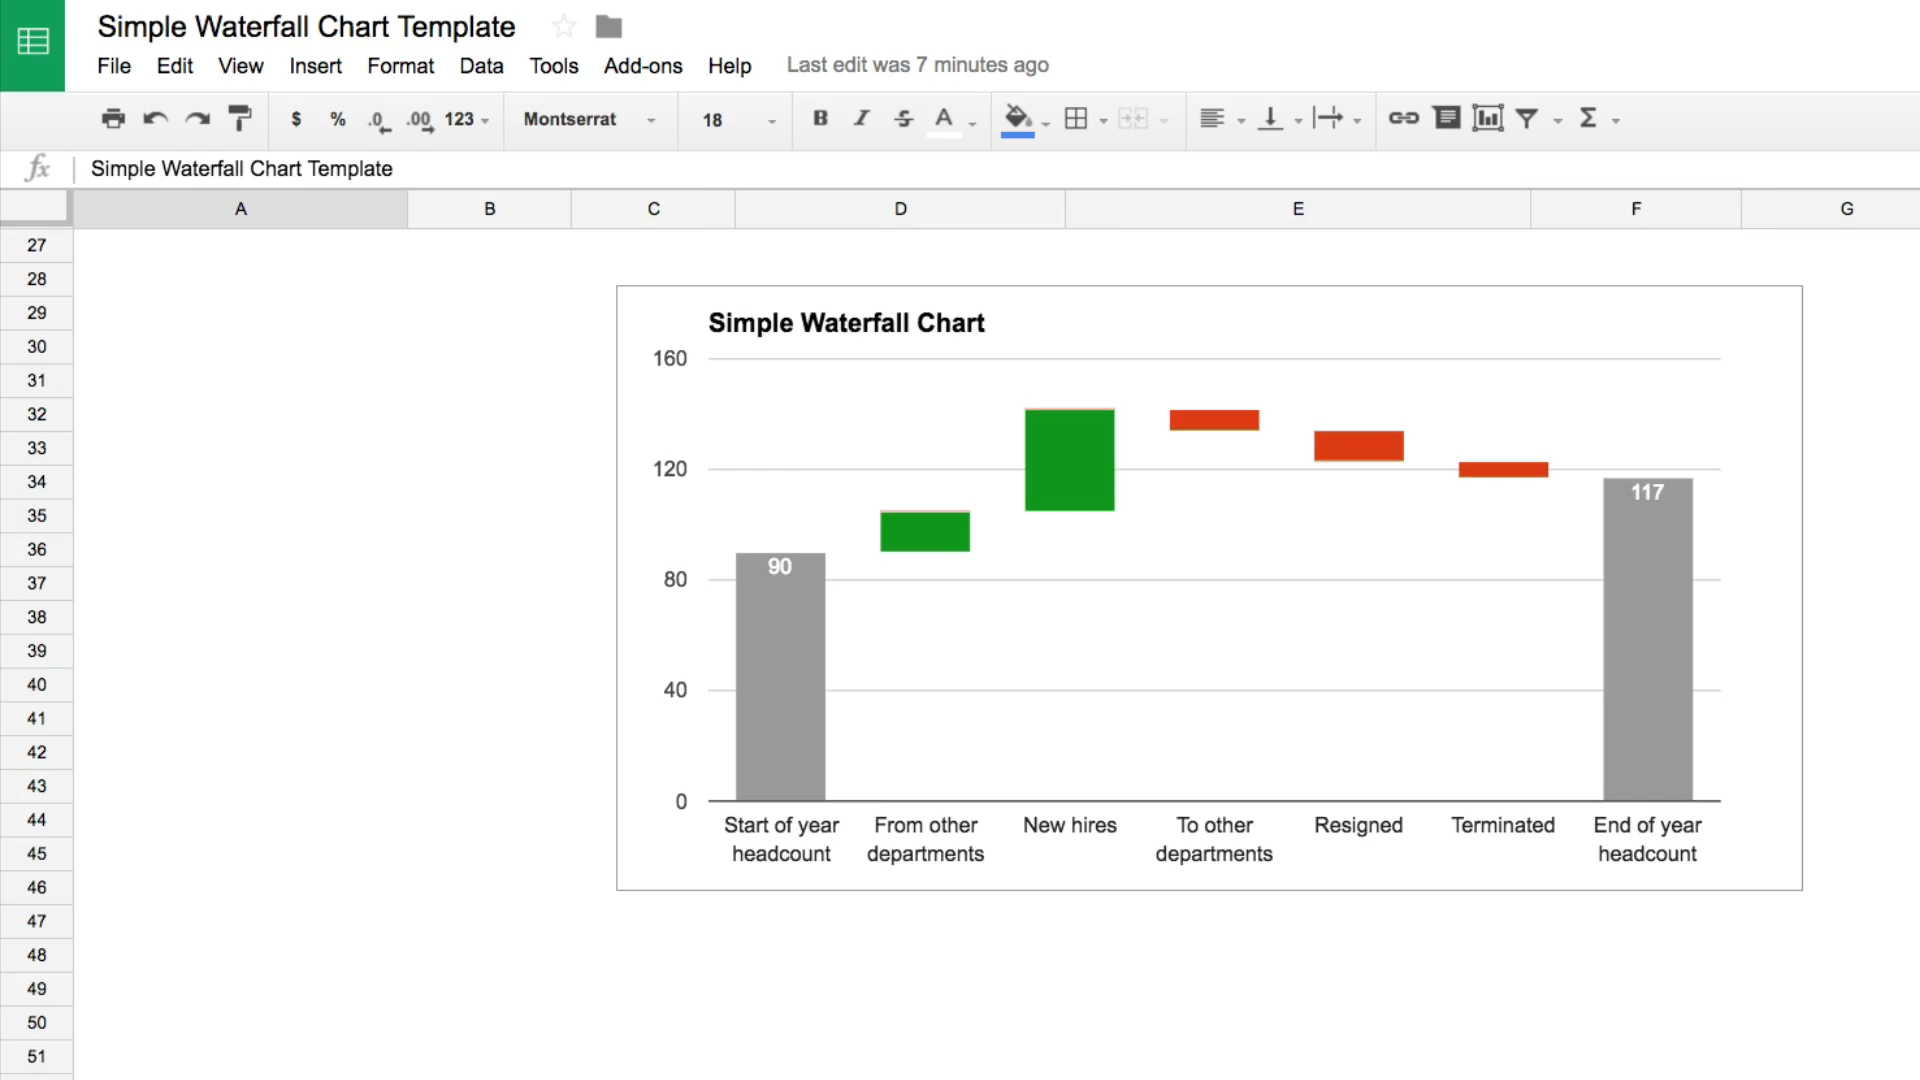 Simple Waterfall Chart Template
File Edit View Insert Format Data Tools Add-ons Help Last edit was 7 minutes ago
$ % .0 .00 123 Montserrat 18 B I S A Σ
fx Simple Waterfall Chart Template
A B C D E F G
27
28
29
30
31
32
33
34
35
36
37
38
39
40
41
42
43
44
45
46
47
48
49
50
51
Simple Waterfall Chart
160
120
80
40
0
90
117
Start of year
headcount
From other
departments
New hires
To other
departments
Resigned
Terminated
End of year
headcount